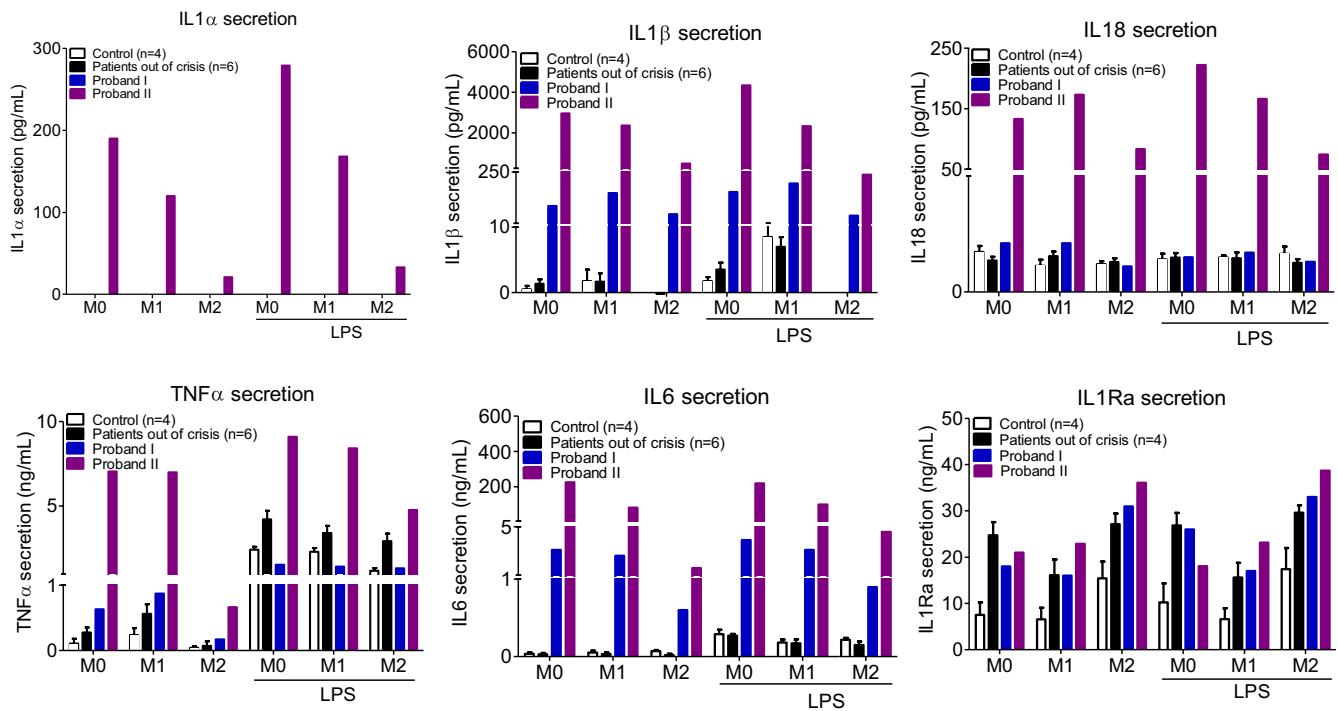 IL1α secretion
IL1α secretion (pg/mL)
300
200
100
0
Control (n=4)
Patients out of crisis (n=6)
Proband I
Proband II
M0 M1 M2 M0 M1 M2
LPS
IL1β secretion
IL1β secretion (pg/mL)
6000
4000
2000
250
10
0
Control (n=4)
Patients out of crisis (n=6)
Proband I
Proband II
M0 M1 M2 M0 M1 M2
LPS
IL18 secretion
IL18 secretion (pg/mL)
250
150
50
0
Control (n=4)
Patients out of crisis (n=6)
Proband I
Proband II
M0 M1 M2 M0 M1 M2
LPS
TNFα secretion
TNFα secretion (ng/mL)
10
5
1
0
Control (n=4)
Patients out of crisis (n=6)
Proband I
Proband II
M0 M1 M2 M0 M1 M2
LPS
IL6 secretion
IL6 secretion (ng/mL)
600
400
200
5
1
0
Control (n=4)
Patients out of crisis (n=6)
Proband I
Proband II
M0 M1 M2 M0 M1 M2
LPS
IL1Ra secretion
IL1Ra secretion (ng/mL)
50
40
30
20
10
0
Control (n=4)
Patients out of crisis (n=4)
Proband I
Proband II
M0 M1 M2 M0 M1 M2
LPS